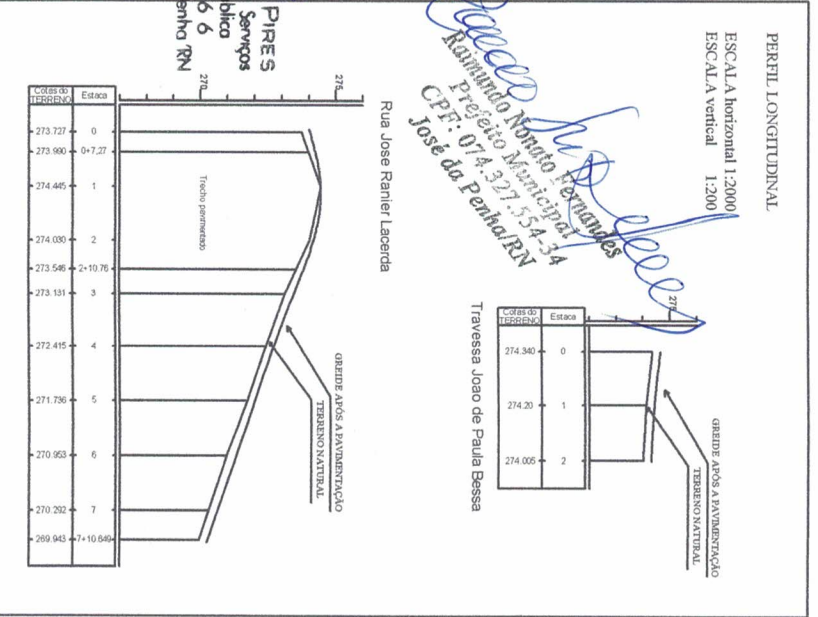 PERFIL LONGITUDINAL
ESCALA horizontal 1:2000
ESCALA vertical 1:200
Raimundo Nonato Fernandes
Prefeito Municipal
CPF: 074.327.554-34
José da Penha/RN
275
Cotas do TERRENO
Estaca
274.340 0
274.20 1
274.005 2
GREIDE APÓS A PAVIMENTAÇÃO
TERRENO NATURAL
Travessa Joao de Paula Bessa
PIRES
Serviços
blica
6 6
enha RN
Rua Jose Ranier Lacerda
275
270
Cotas do TERRENO
Estaca
273.727 0
273.990 0+7,27
274.445 1
274.030 2
273.546 2+10.76
273.131 3
272.415 4
271.736 5
270.953 6
270.292 7
269.943 7+10.649
Trecho pavimentado
GREIDE APÓS A PAVIMENTAÇÃO
TERRENO NATURAL